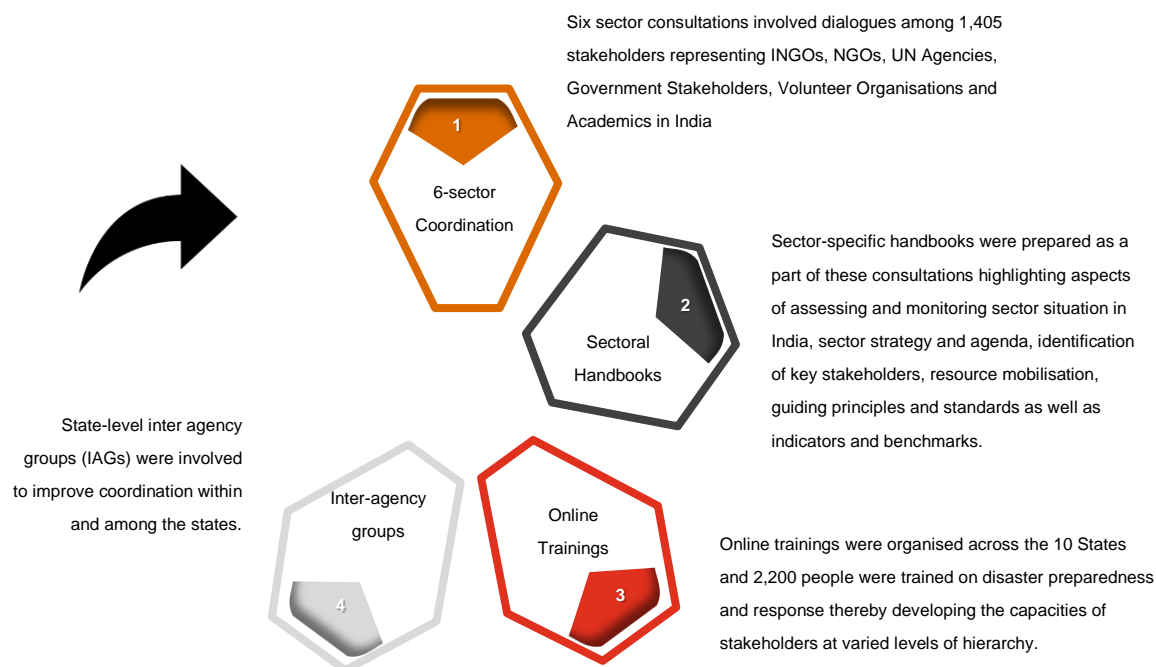 Six sector consultations involved dialogues among 1,405
stakeholders representing INGOs, NGOs, UN Agencies,
Government Stakeholders, Volunteer Organisations and
Academics in India
1
6-sector
Coordination
Sector-specific handbooks were prepared as a
part of these consultations highlighting aspects
of assessing and monitoring sector situation in
India, sector strategy and agenda, identification
of key stakeholders, resource mobilisation,
guiding principles and standards as well as
indicators and benchmarks.
2
Sectoral
Handbooks
Online
Trainings
3
Online trainings were organised across the 10 States
and 2,200 people were trained on disaster preparedness
and response thereby developing the capacities of
stakeholders at varied levels of hierarchy.
Inter-agency
groups
4
State-level inter agency
groups (IAGs) were involved
to improve coordination within
and among the states.